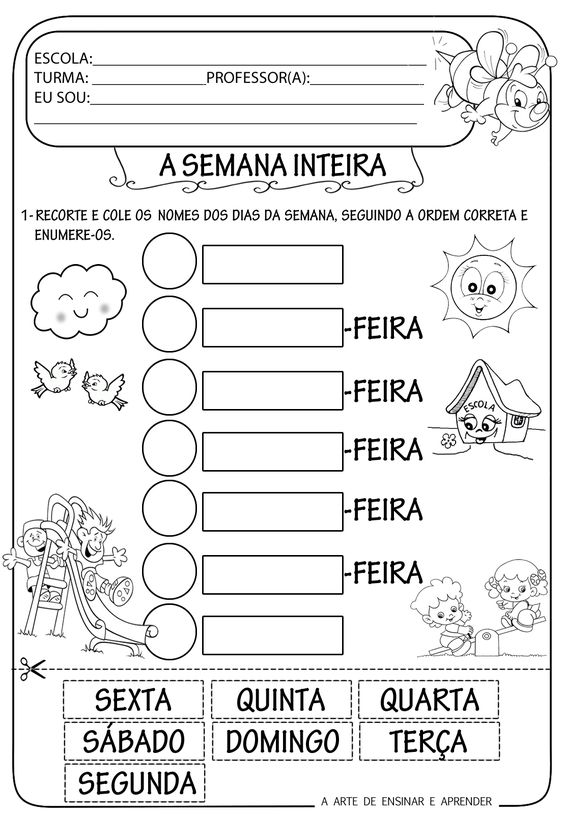 ESCOLA:
TURMA: PROFESSOR(A):
EU SOU:
A SEMANA INTEIRA
1- RECORTE E COLE OS NOMES DOS DIAS DA SEMANA, SEGUINDO A ORDEM CORRETA E
ENUMERE-OS.
-FEIRA
-FEIRA
ESCOLA
-FEIRA
-FEIRA
-FEIRA
SEXTA QUINTA QUARTA
SÁBADO DOMINGO TERÇA
SEGUNDA
A ARTE DE ENSINAR E APRENDER